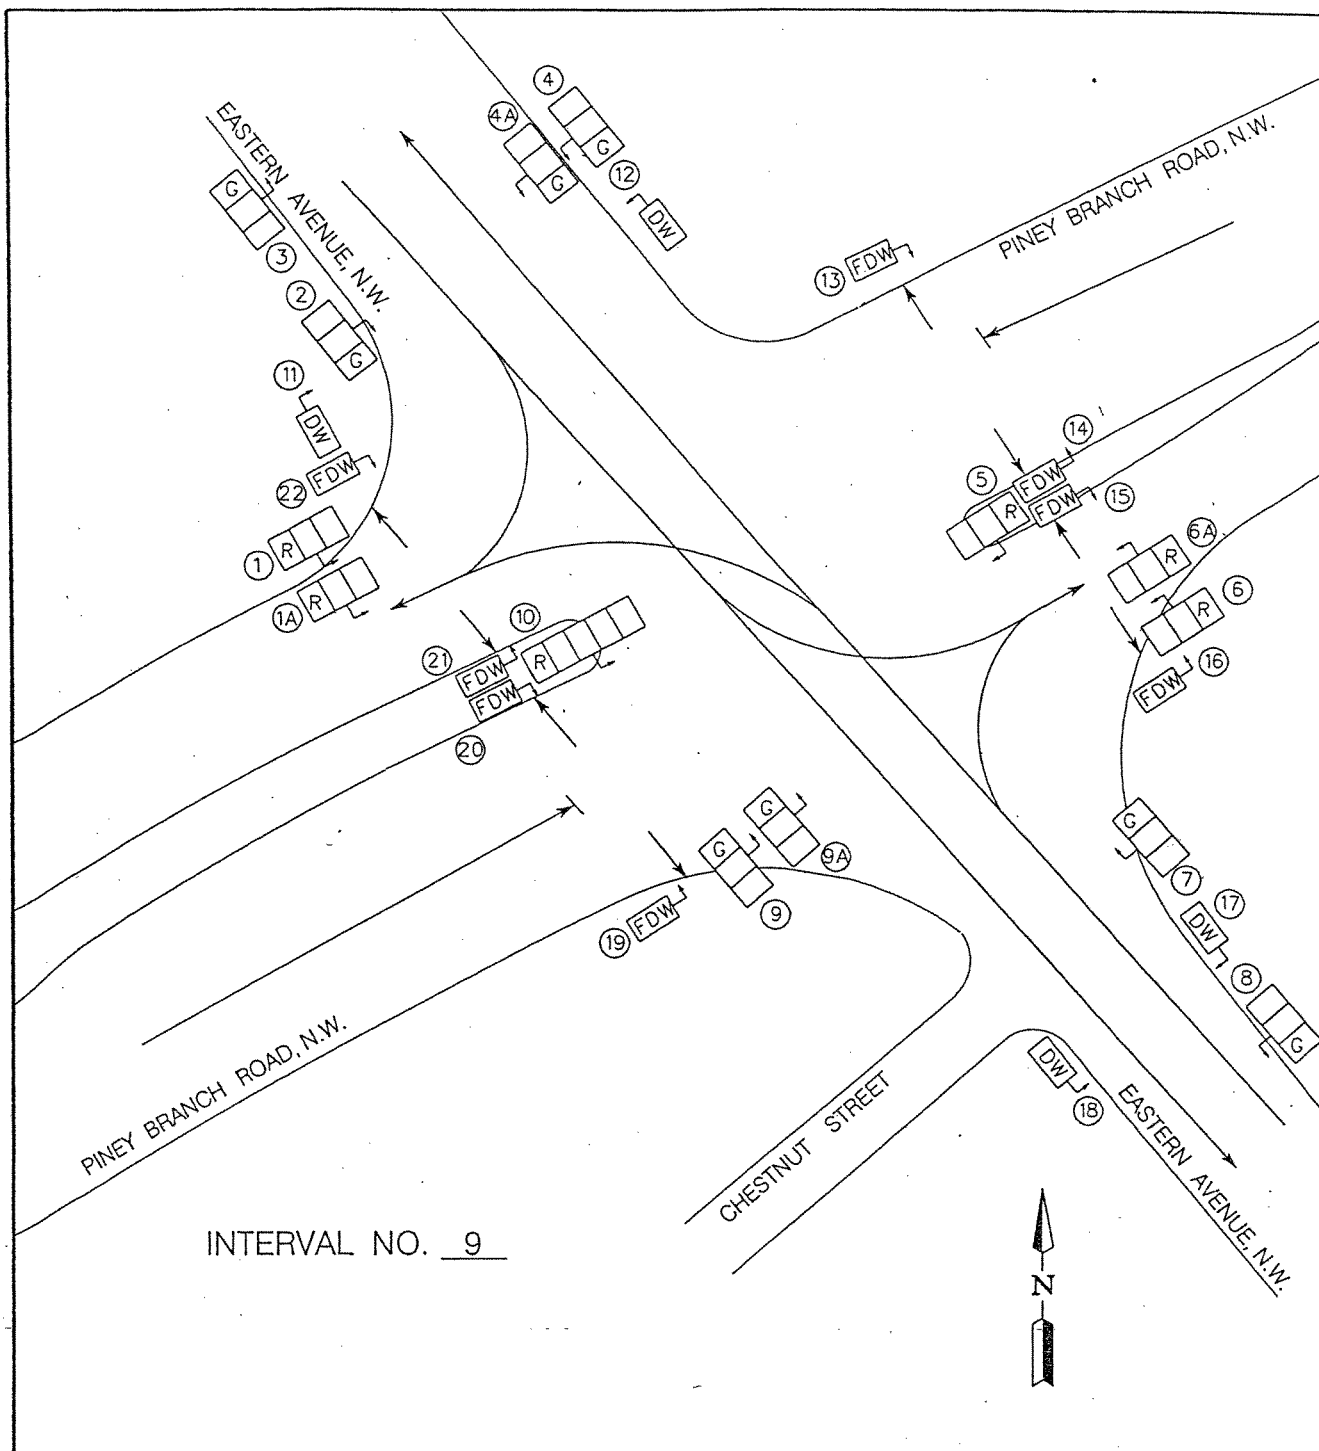 4
4A
G
G
12
DW
EASTERN AVENUE, N.W.
G
3
2
G
PINEY BRANCH ROAD, N.W.
13
FDW
11
DW
22
FDW
1
R
1A
R
14
5
R
FDW
FDW
15
6A
R
6
R
16
FDW
10
21
FDW
R
FDW
20
G
9A
G
9
19
FDW
G
7
17
DW
8
G
PINEY BRANCH ROAD, N.W.
CHESTNUT STREET
DW
18
EASTERN AVENUE, N.W.
INTERVAL NO. 9
N